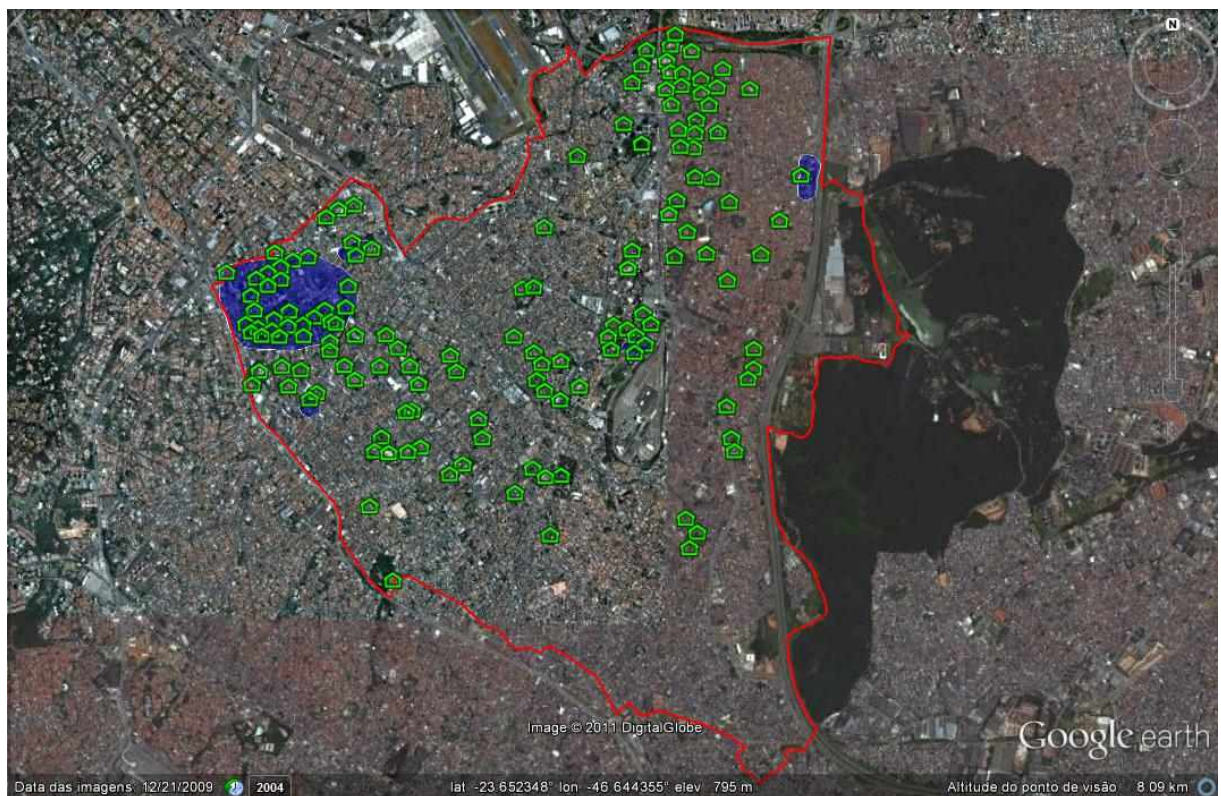 N
Image © 2011 DigitalGlobe
Google earth
Data das imagens: 12/21/2009
2004
lat -23.652348° lon -46.644355° elev 795 m
Altitude do ponto de visão 8.09 km